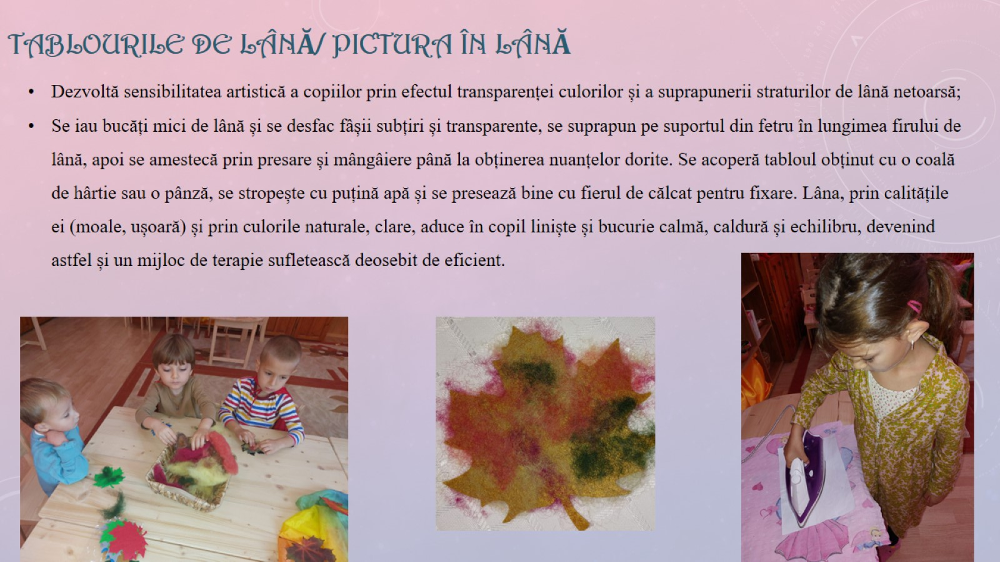 TABLOURILE DE LÂNĂ/ PICTURA ÎN LÂNĂ
• Dezvoltă sensibilitatea artistică a copiilor prin efectul transparenței culorilor și a suprapunerii straturilor de lână netoarsă;
• Se iau bucăți mici de lână și se desfac fâșii subțiri și transparente, se suprapun pe suportul din fetru în lungimea firului de
lână, apoi se amestecă prin presare și mângâiere până la obținerea nuanțelor dorite. Se acoperă tabloul obținut cu o coală
de hârtie sau o pânză, se stropește cu puțină apă și se presează bine cu fierul de călcat pentru fixare. Lâna, prin calitățile
ei (moale, ușoară) și prin culorile naturale, clare, aduce în copil liniște și bucurie calmă, caldură și echilibru, devenind
astfel și un mijloc de terapie sufletească deosebit de eficient.